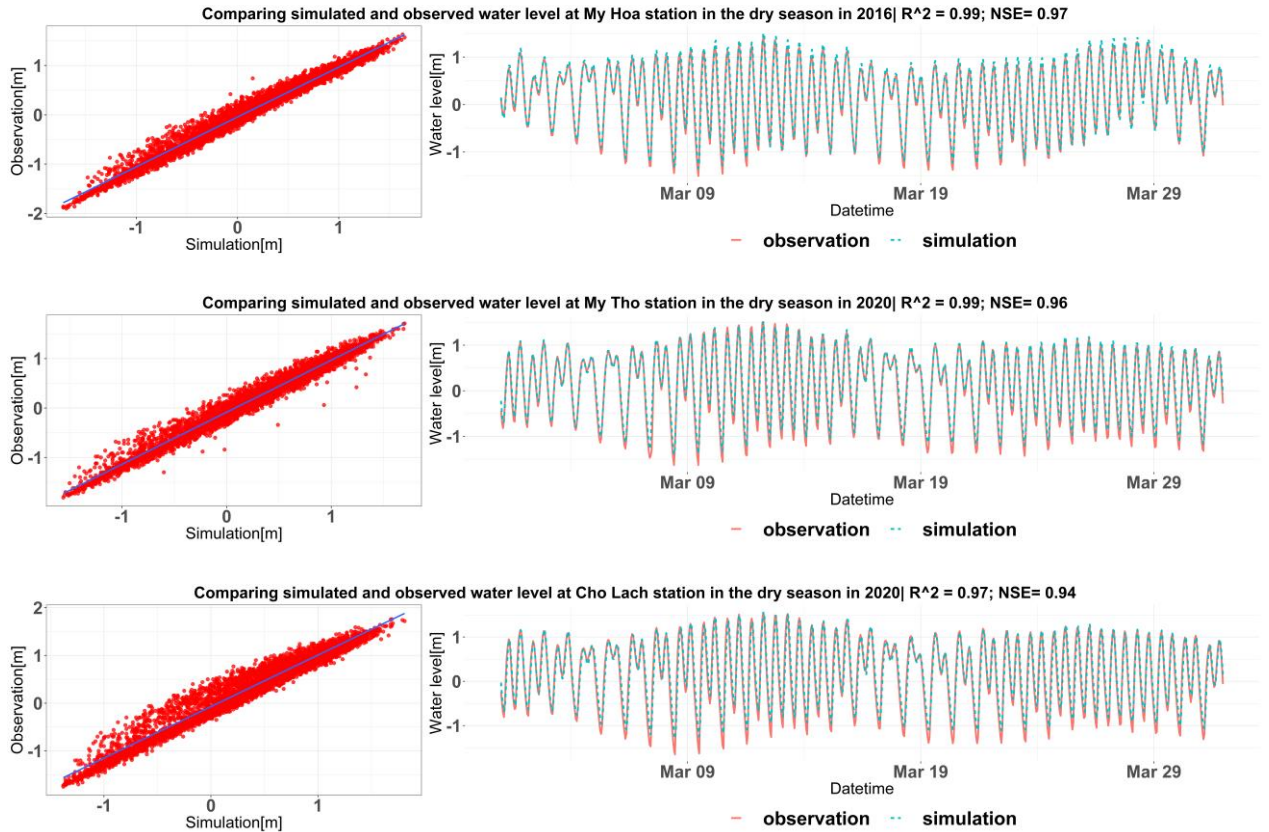 Comparing simulated and observed water level at My Hoa station in the dry season in 2016| R^2 = 0.99; NSE= 0.97
Observation[m]
1
0
-1
-2
-1
0
1
Simulation[m]
Water level[m]
1
0
-1
Mar 09
Mar 19
Mar 29
Datetime
observation
simulation
Comparing simulated and observed water level at My Tho station in the dry season in 2020| R^2 = 0.99; NSE= 0.96
Observation[m]
1
0
-1
-1
0
1
Simulation[m]
Water level[m]
1
0
-1
Mar 09
Mar 19
Mar 29
Datetime
observation
simulation
Comparing simulated and observed water level at Cho Lach station in the dry season in 2020| R^2 = 0.97; NSE= 0.94
Observation[m]
2
1
0
-1
-1
0
1
Simulation[m]
Water level[m]
1
0
-1
Mar 09
Mar 19
Mar 29
Datetime
observation
simulation